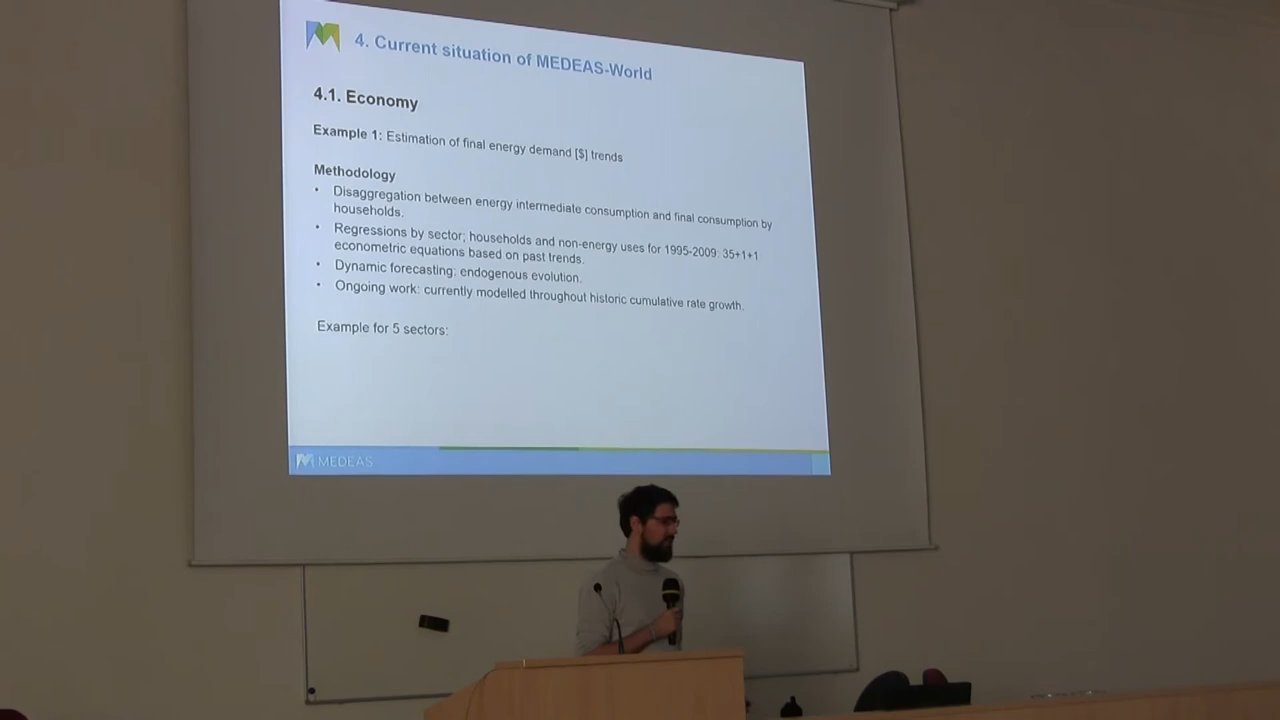 4. Current situation of MEDEAS-World
4.1. Economy
Example 1: Estimation of final energy demand [$] trends
Methodology
• Disaggregation between energy intermediate consumption and final consumption by
households.
• Regressions by sector; households and non-energy uses for 1995-2009: 35+1+1
econometric equations based on past trends.
• Dynamic forecasting: endogenous evolution.
• Ongoing work: currently modelled throughout historic cumulative rate growth.
Example for 5 sectors:
MEDEAS